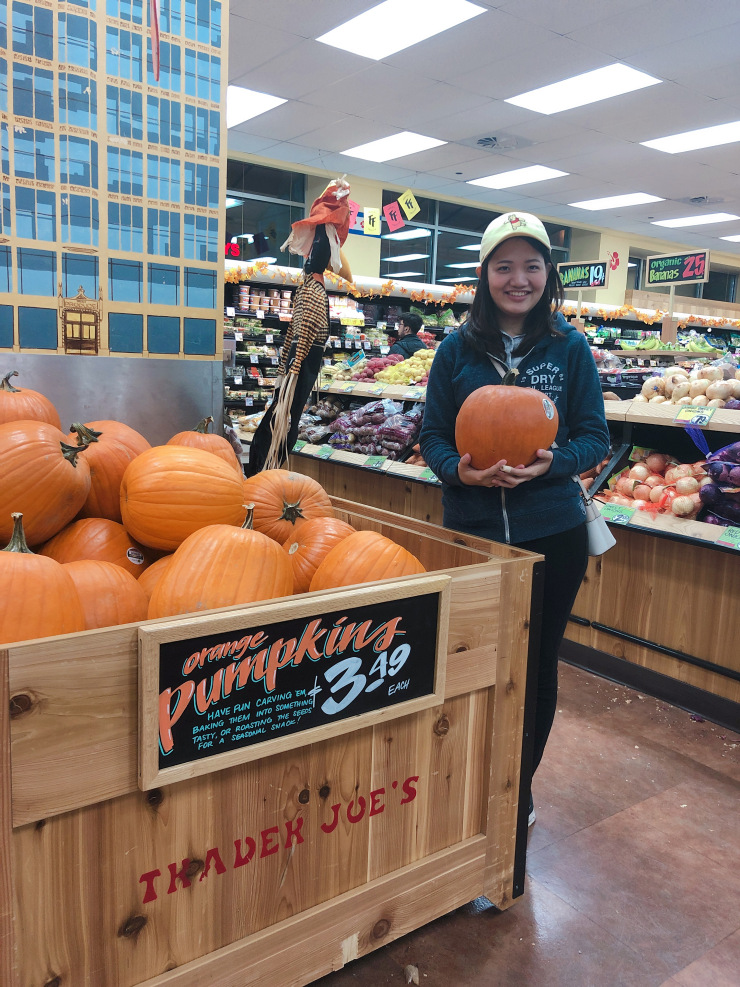 orange
Pumpkins
HAVE FUN CARVING 'EM,
BAKING THEM INTO SOMETHING
TASTY, OR ROASTING THE SEEDS
FOR A SEASONAL SNACK!
$3.49
EACH
TRADER JOE'S
SUPER
DRY
LEAGUE
BANANAS 19¢
organic
Bananas 25¢